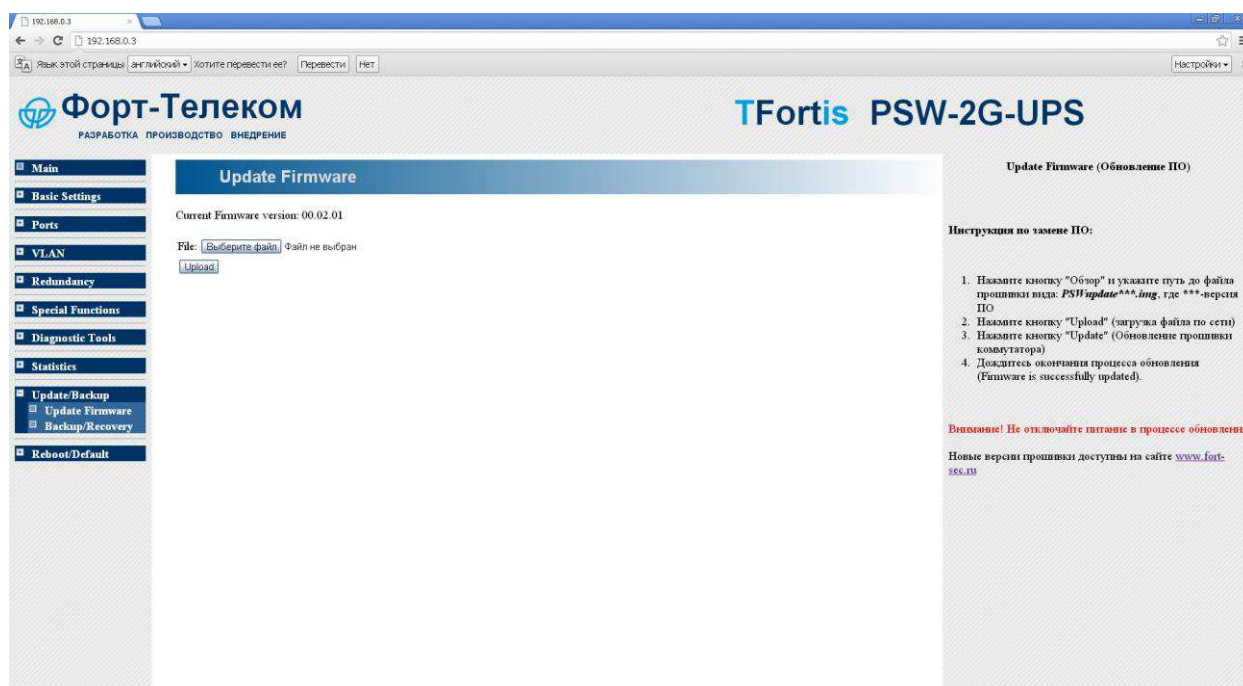 192.168.0.3
192.168.0.3
Язык этой страницы английский Хотите перевести ее? Перевести Нет Настройки
Форт-Телеком
РАЗРАБОТКА ПРОИЗВОДСТВО ВНЕДРЕНИЕ
TFortis PSW-2G-UPS
Main
Basic Settings
Ports
VLAN
Redundancy
Special Functions
Diagnostic Tools
Statistics
Update/Backup
Update Firmware
Backup/Recovery
Reboot/Default
Update Firmware
Current Firmware version: 00.02.01
File: Выберите файл Файл не выбран
Upload
Update Firmware (Обновление ПО)
Инструкция по замене ПО:
1. Нажмите кнопку "Обзор" и укажите путь до файла
прошивки вида: PSWupdate***.img, где ***-версия
ПО
2. Нажмите кнопку "Upload" (загрузка файла по сети)
3. Нажмите кнопку "Update" (Обновление прошивки
коммутатора)
4. Дождитесь окончания процесса обновления
(Firmware is successfully updated).
Внимание! Не отключайте питание в процессе обновлени
Новые версии прошивки доступны на сайте www.fort-
sec.ru